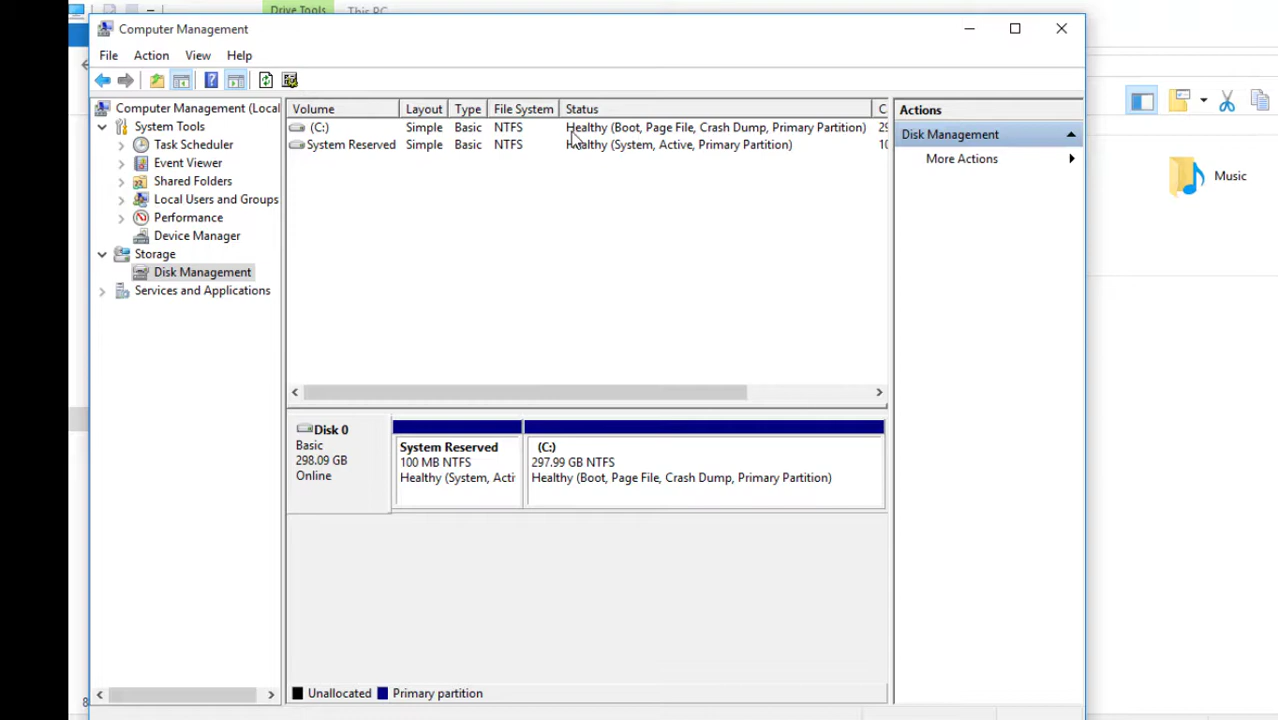 Drive Tools
This PC
Computer Management
File Action View Help
Computer Management (Local
System Tools
Task Scheduler
Event Viewer
Shared Folders
Local Users and Groups
Performance
Device Manager
Storage
Disk Management
Services and Applications
Volume Layout Type File System Status C
(C:) Simple Basic NTFS Healthy (Boot, Page File, Crash Dump, Primary Partition) 29
System Reserved Simple Basic NTFS Healthy (System, Active, Primary Partition) 10
Disk 0
Basic
298.09 GB
Online
System Reserved
100 MB NTFS
Healthy (System, Acti
(C:)
297.99 GB NTFS
Healthy (Boot, Page File, Crash Dump, Primary Partition)
Unallocated Primary partition
Actions
Disk Management
More Actions
Music
8